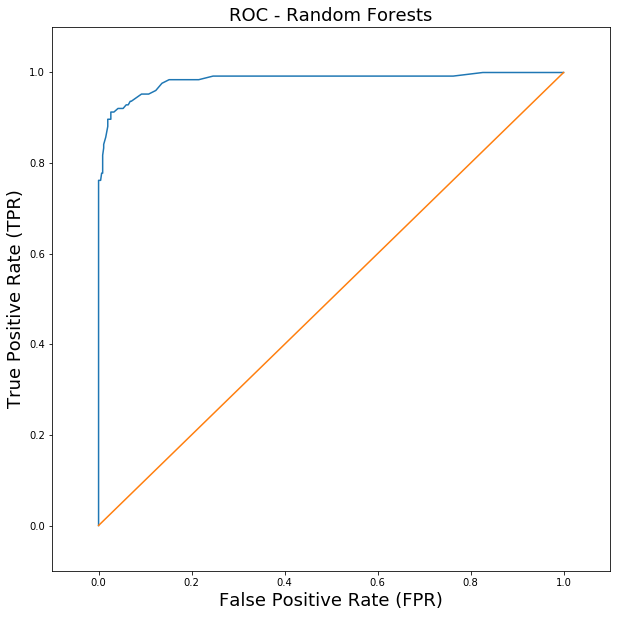 ROC - Random Forests
True Positive Rate (TPR)
1.0
0.8
0.6
0.4
0.2
0.0
0.0 0.2 0.4 0.6 0.8 1.0
False Positive Rate (FPR)